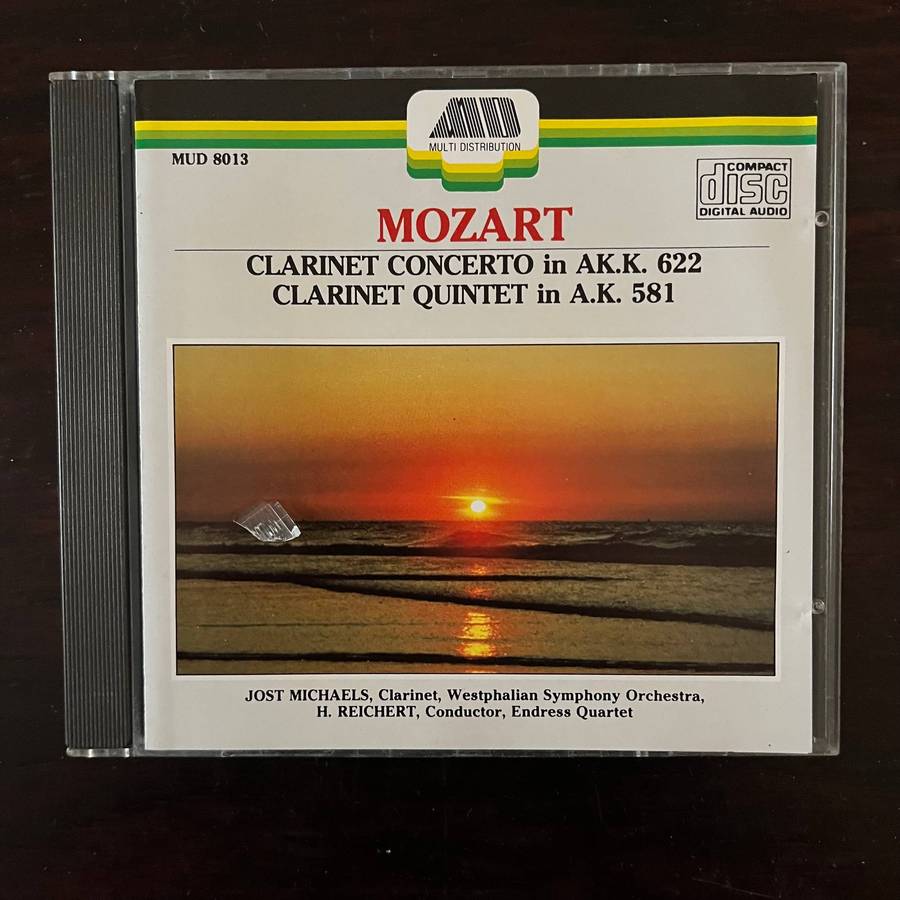 MUD
MULTI DISTRIBUTION
MUD 8013
COMPACT
disc
DIGITAL AUDIO
MOZART
CLARINET CONCERTO in AK.K. 622
CLARINET QUINTET in A.K. 581
JOST MICHAELS, Clarinet, Westphalian Symphony Orchestra,
H. REICHERT, Conductor, Endress Quartet